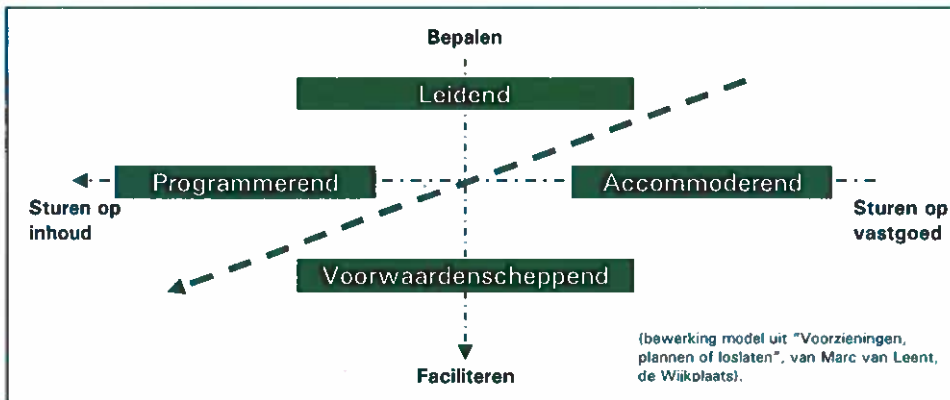 Bepalen
Leidend
Programmerend
Accommoderend
Sturen op
inhoud
Sturen op
vastgoed
Voorwaardenscheppend
Faciliteren
(bewerking model uit "Voorzieningen,
plannen of loslaten", van Marc van Leent,
de Wijkplaats).